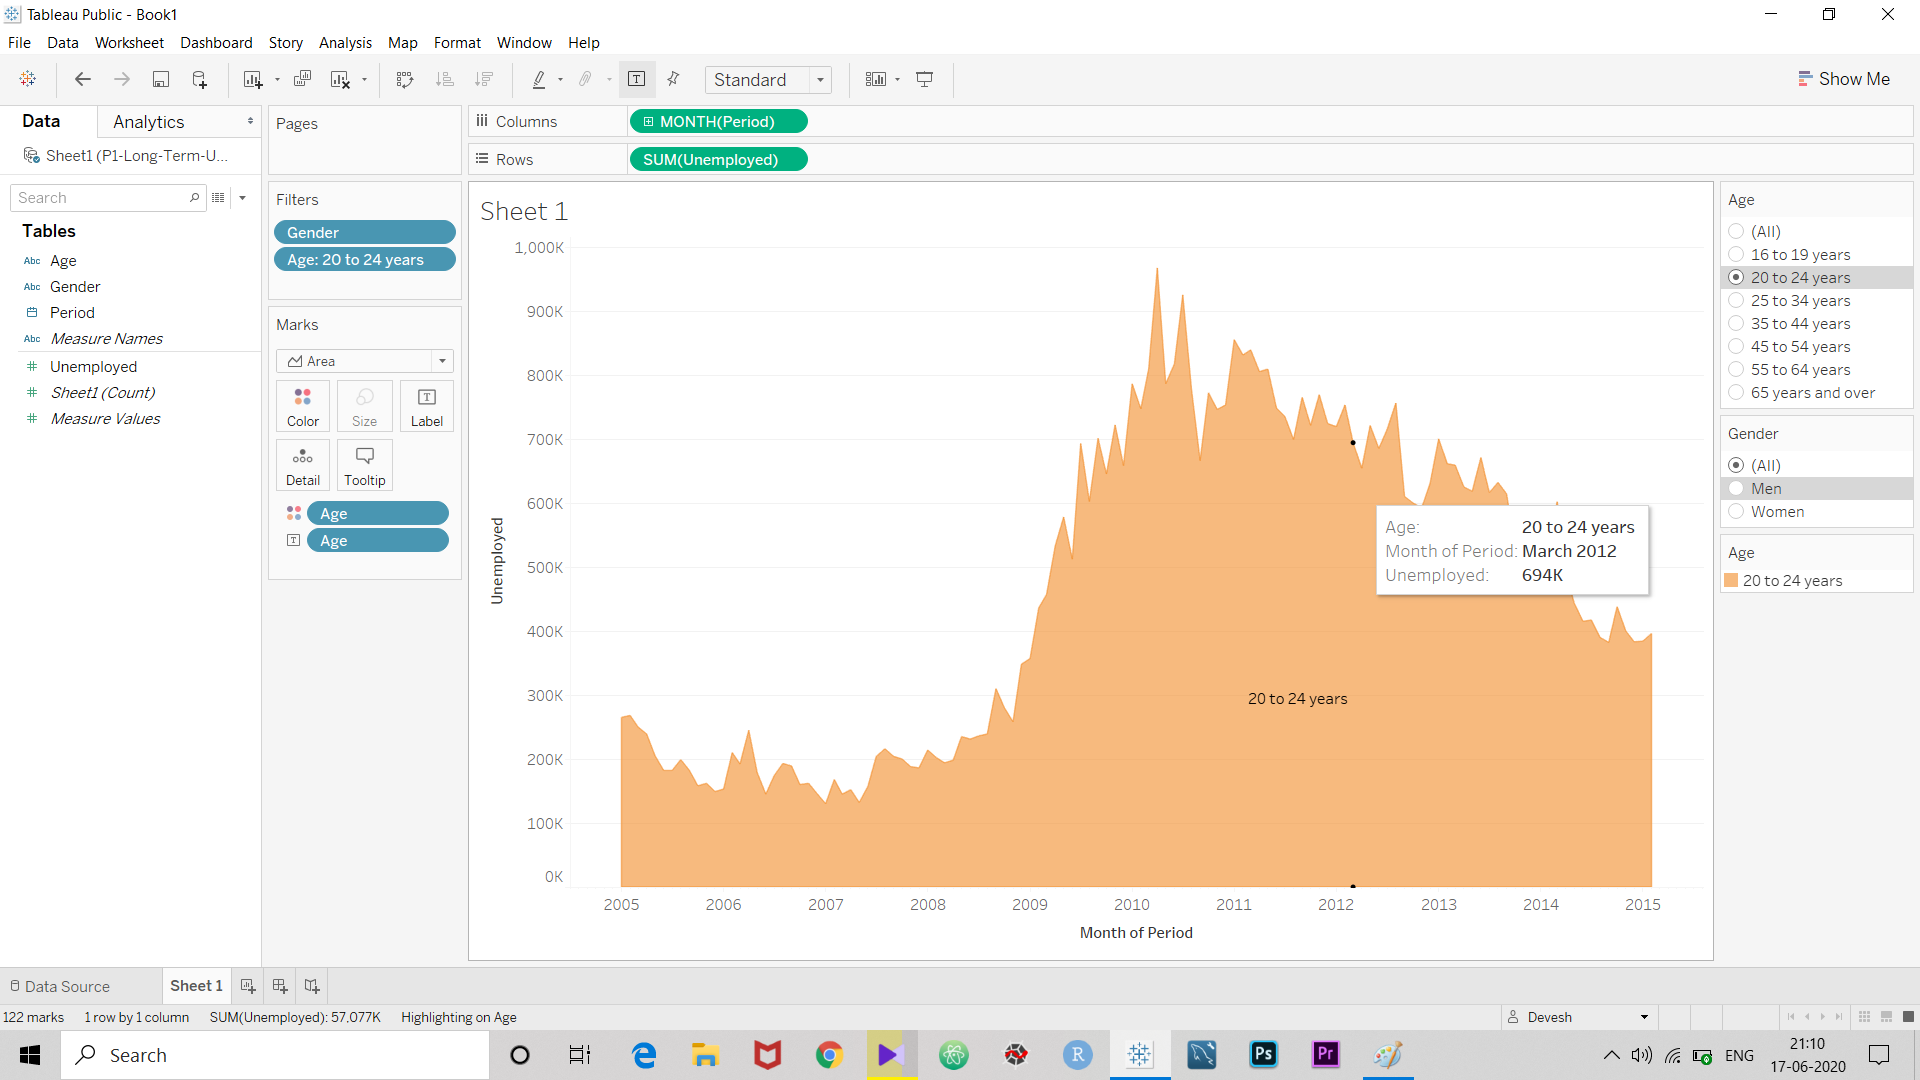 Tableau Public - Book1
File Data Worksheet Dashboard Story Analysis Map Format Window Help
Standard
Show Me
Data
Analytics
Sheet1 (P1-Long-Term-U...
Search
Tables
Abc Age
Abc Gender
Period
Abc Measure Names
# Unemployed
# Sheet1 (Count)
# Measure Values
Pages
Filters
Gender
Age: 20 to 24 years
Marks
Area
Color
Size
Label
Detail
Tooltip
Age
Age
Columns
MONTH(Period)
Rows
SUM(Unemployed)
Sheet 1
1,000K
900K
800K
700K
600K
500K
400K
300K
200K
100K
0K
Unemployed
20 to 24 years
Age: 20 to 24 years
Month of Period: March 2012
Unemployed: 694K
2005 2006 2007 2008 2009 2010 2011 2012 2013 2014 2015
Month of Period
Age
(All)
16 to 19 years
20 to 24 years
25 to 34 years
35 to 44 years
45 to 54 years
55 to 64 years
65 years and over
Gender
(All)
Men
Women
Age
20 to 24 years
Data Source
Sheet 1
122 marks 1 row by 1 column SUM(Unemployed): 57,077K Highlighting on Age
Devesh
Search
R
Ps
Pr
ENG
21:10
17-06-2020